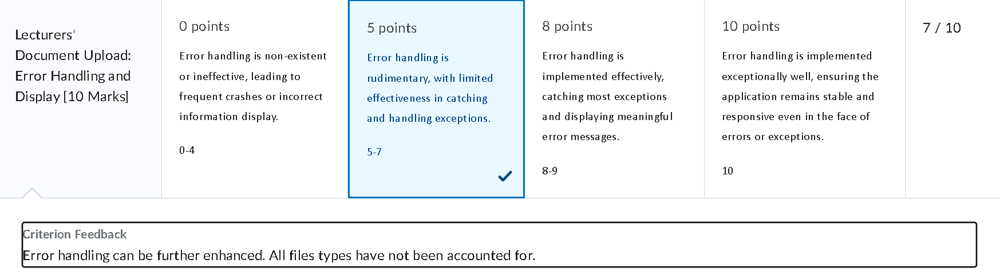 Lecturers'
Document Upload:
Error Handling and
Display [10 Marks]
0 points
Error handling is non-existent
or ineffective, leading to
frequent crashes or incorrect
information display.
0-4
5 points
Error handling is
rudimentary, with limited
effectiveness in catching
and handling exceptions.
5-7
8 points
Error handling is
implemented effectively,
catching most exceptions
and displaying meaningful
error messages.
8-9
10 points
Error handling is implemented
exceptionally well, ensuring the
application remains stable and
responsive even in the face of
errors or exceptions.
10
7 / 10
Criterion Feedback
Error handling can be further enhanced. All files types have not been accounted for.